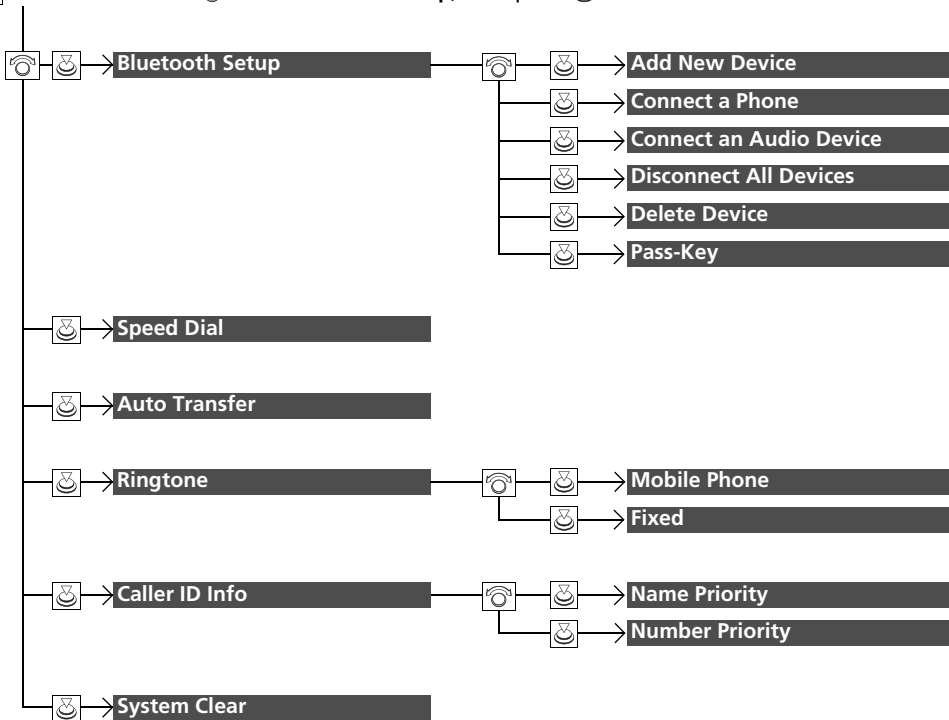 Bluetooth Setup
Add New Device
Connect a Phone
Connect an Audio Device
Disconnect All Devices
Delete Device
Pass-Key
Speed Dial
Auto Transfer
Ringtone
Mobile Phone
Fixed
Caller ID Info
Name Priority
Number Priority
System Clear